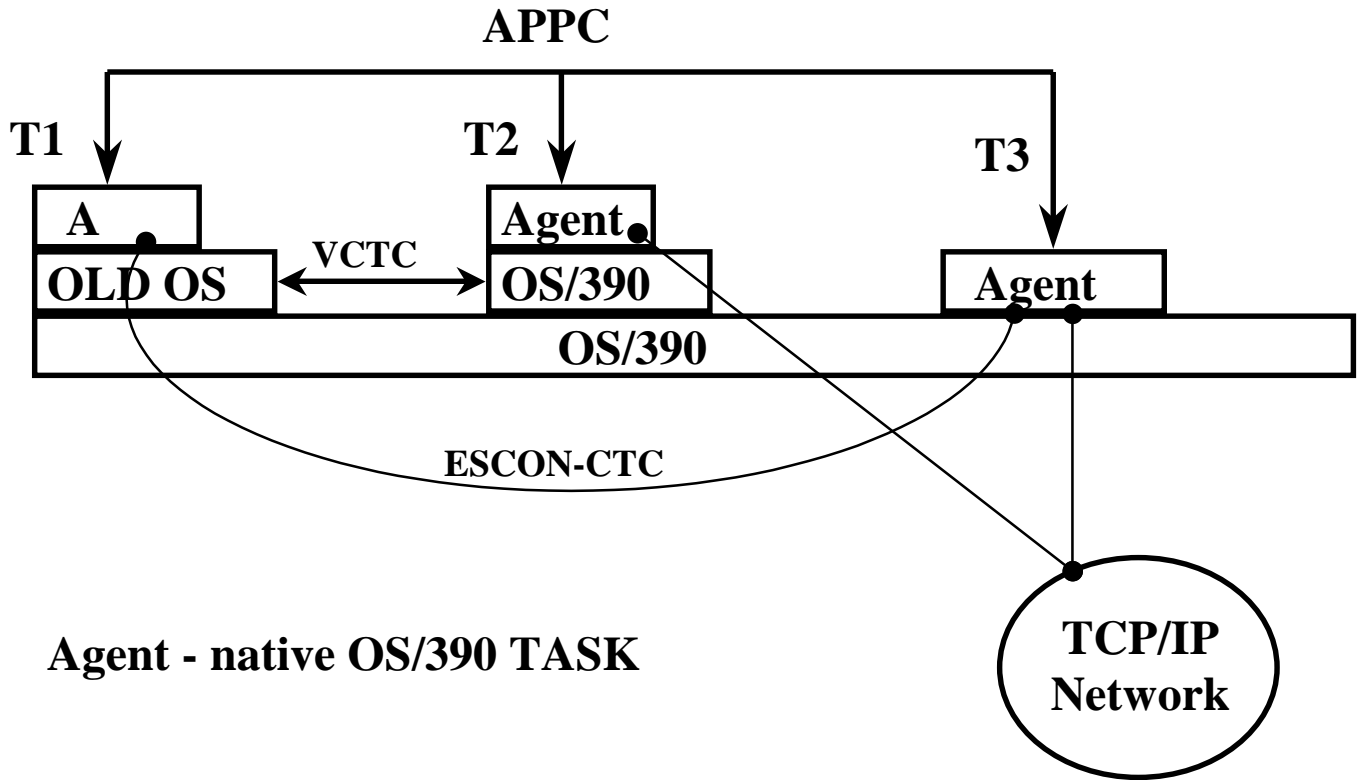 APPC
T1
T2
T3
A
Agent
VCTC
OLD OS
OS/390
Agent
OS/390
ESCON-CTC
Agent - native OS/390 TASK
TCP/IP
Network